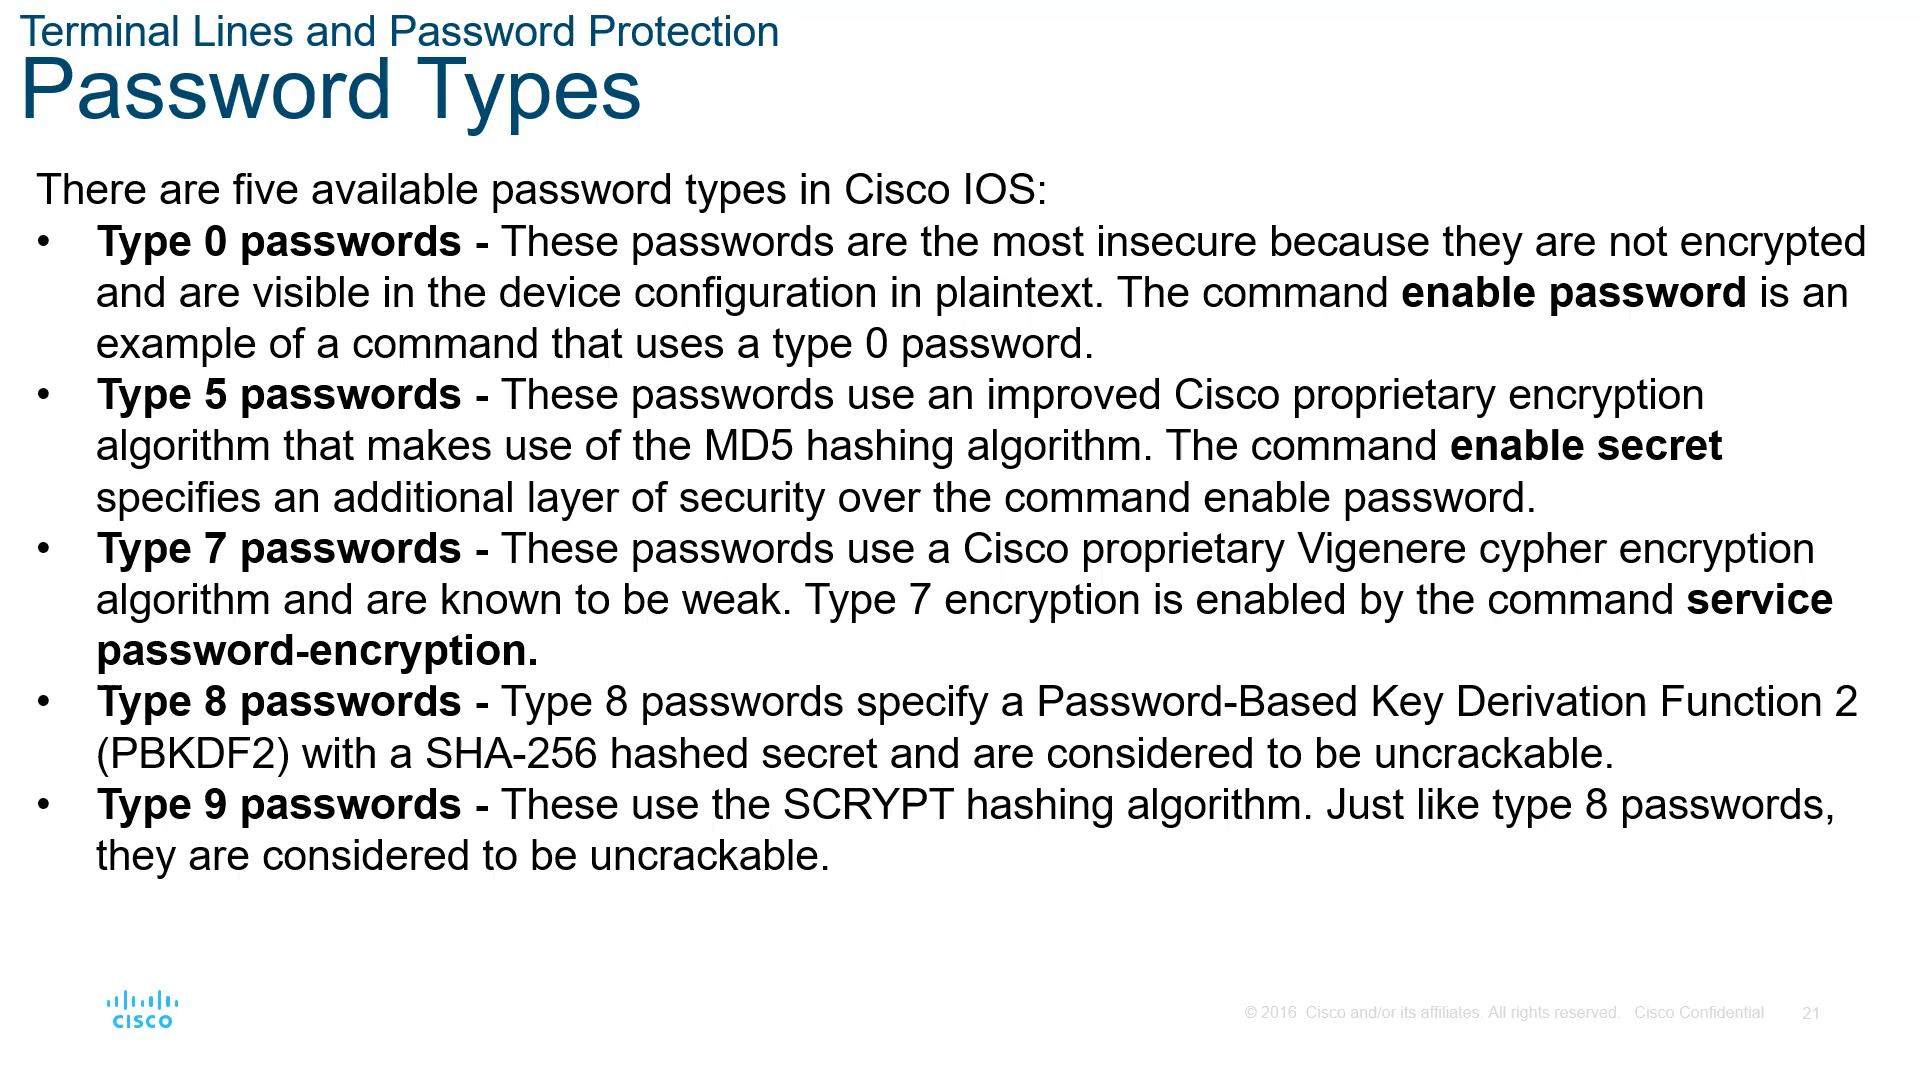 Terminal Lines and Password Protection
Password Types
There are five available password types in Cisco IOS:
• Type 0 passwords - These passwords are the most insecure because they are not encrypted
and are visible in the device configuration in plaintext. The command enable password is an
example of a command that uses a type 0 password.
• Type 5 passwords - These passwords use an improved Cisco proprietary encryption
algorithm that makes use of the MD5 hashing algorithm. The command enable secret
specifies an additional layer of security over the command enable password.
• Type 7 passwords - These passwords use a Cisco proprietary Vigenere cypher encryption
algorithm and are known to be weak. Type 7 encryption is enabled by the command service
password-encryption.
• Type 8 passwords - Type 8 passwords specify a Password-Based Key Derivation Function 2
(PBKDF2) with a SHA-256 hashed secret and are considered to be uncrackable.
• Type 9 passwords - These use the SCRYPT hashing algorithm. Just like type 8 passwords,
they are considered to be uncrackable.
CISCO
© 2016 Cisco and/or its affiliates. All rights reserved. Cisco Confidential 21